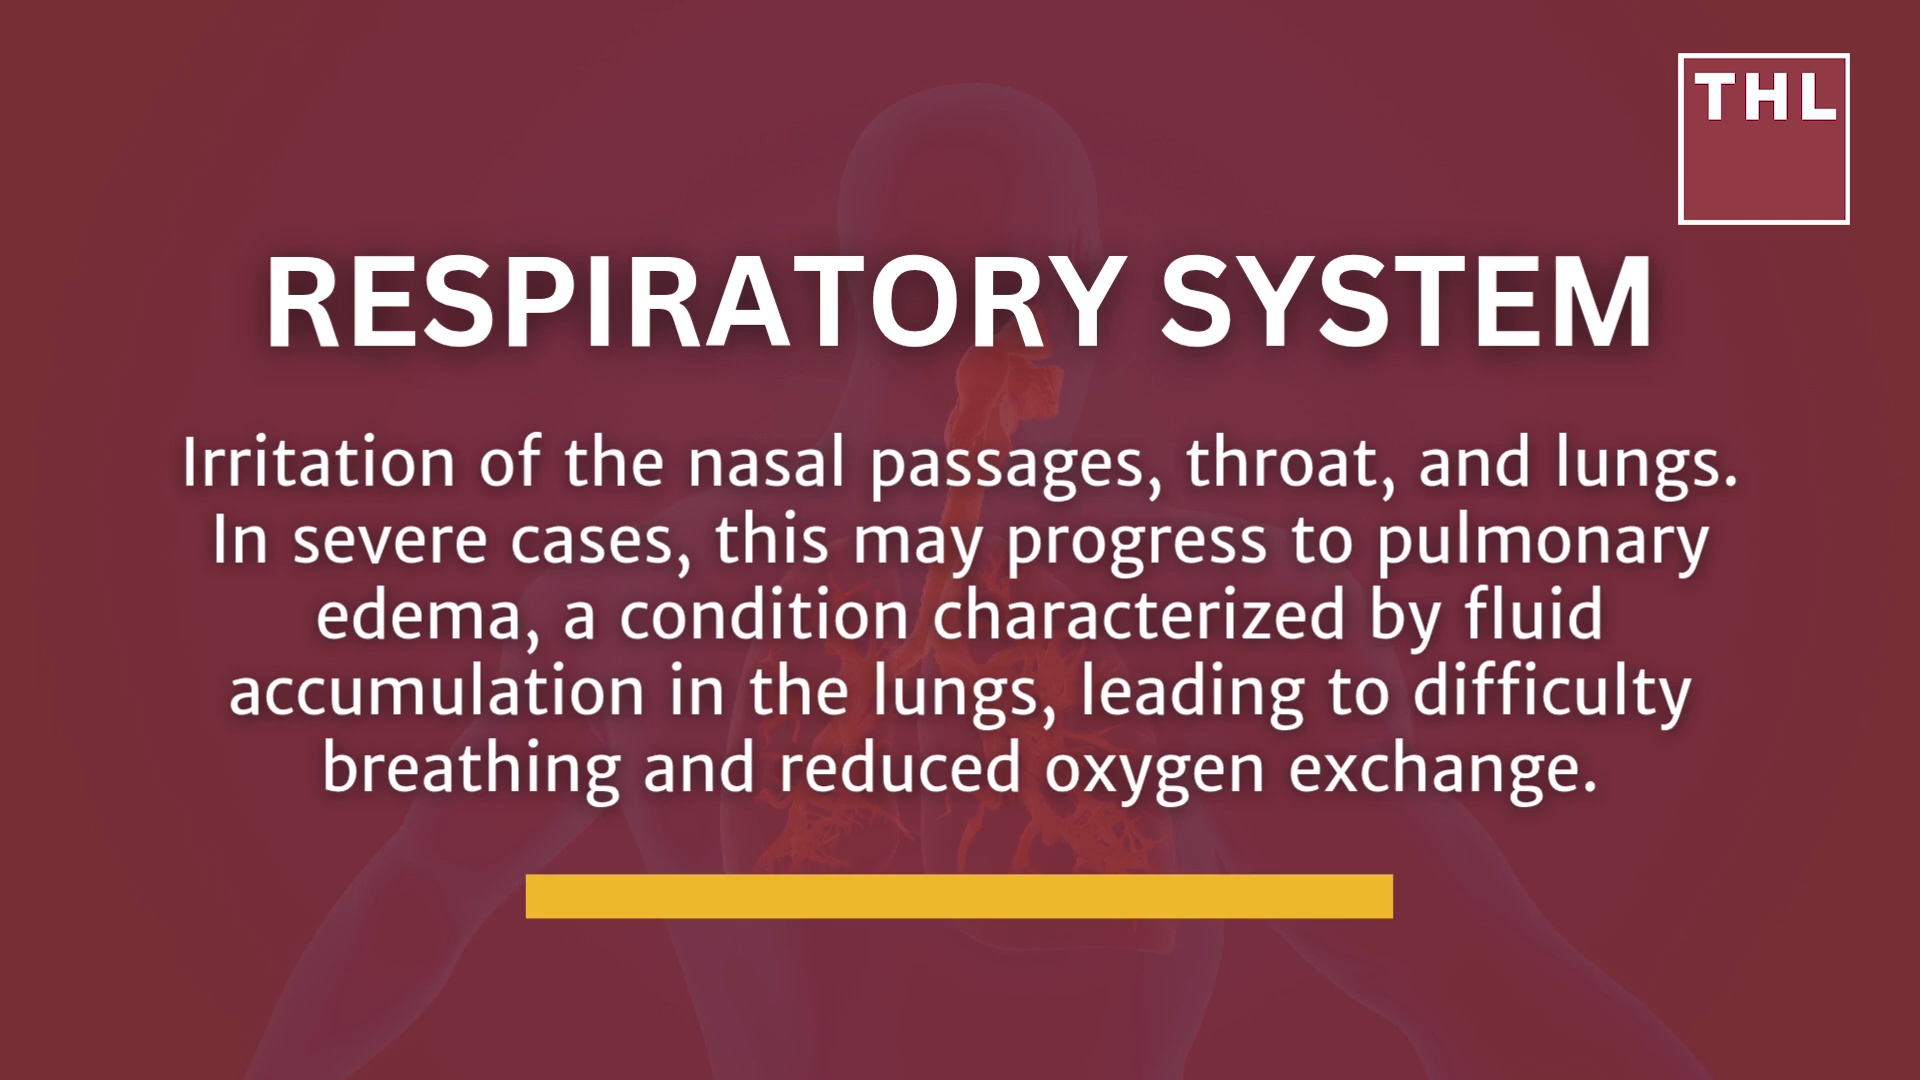 THL
RESPIRATORY SYSTEM
Irritation of the nasal passages, throat, and lungs.
In severe cases, this may progress to pulmonary
edema, a condition characterized by fluid
accumulation in the lungs, leading to difficulty
breathing and reduced oxygen exchange.